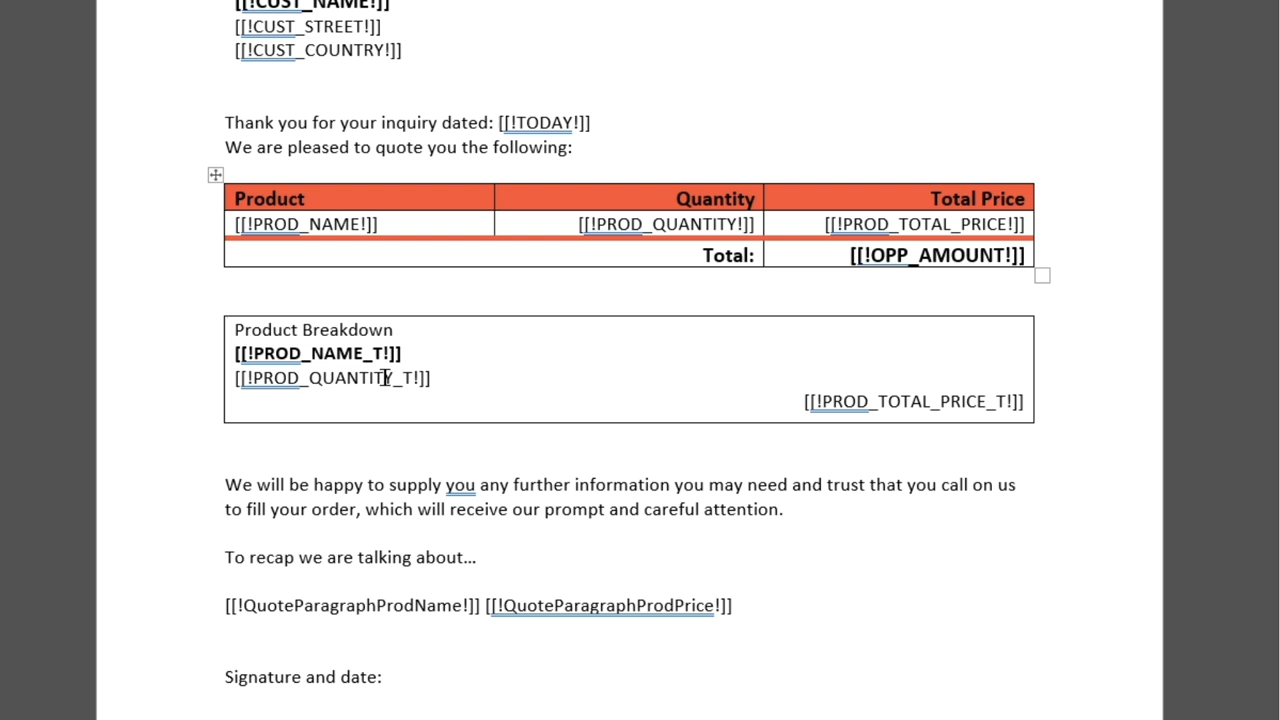 [[!CUST_NAME!]]
[[!CUST_STREET!]]
[[!CUST_COUNTRY!]]
Thank you for your inquiry dated: [[!TODAY!]]
We are pleased to quote you the following:
Product Quantity Total Price
[[!PROD_NAME!]] [[!PROD_QUANTITY!]] [[!PROD_TOTAL_PRICE!]]
Total: [[!OPP_AMOUNT!]]
Product Breakdown
[[!PROD_NAME_T!]]
[[!PROD_QUANTITY_T!]]
[[!PROD_TOTAL_PRICE_T!]]
We will be happy to supply you any further information you may need and trust that you call on us
to fill your order, which will receive our prompt and careful attention.
To recap we are talking about…
[[!QuoteParagraphProdName!]] [[!QuoteParagraphProdPrice!]]
Signature and date: